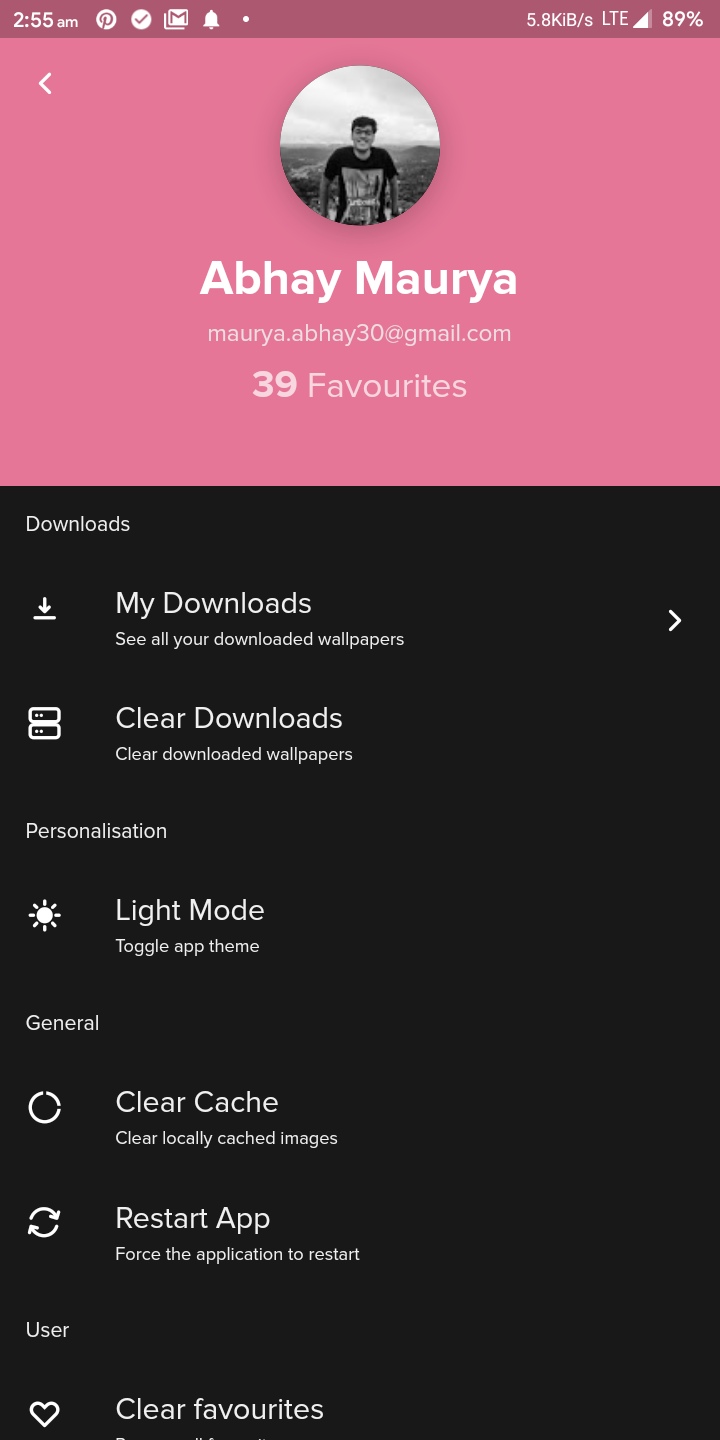 2:55 am 5.8KiB/s LTE 89%
Abhay Maurya
maurya.abhay30@gmail.com
39 Favourites
Downloads
My Downloads
See all your downloaded wallpapers
Clear Downloads
Clear downloaded wallpapers
Personalisation
Light Mode
Toggle app theme
General
Clear Cache
Clear locally cached images
Restart App
Force the application to restart
User
Clear favourites